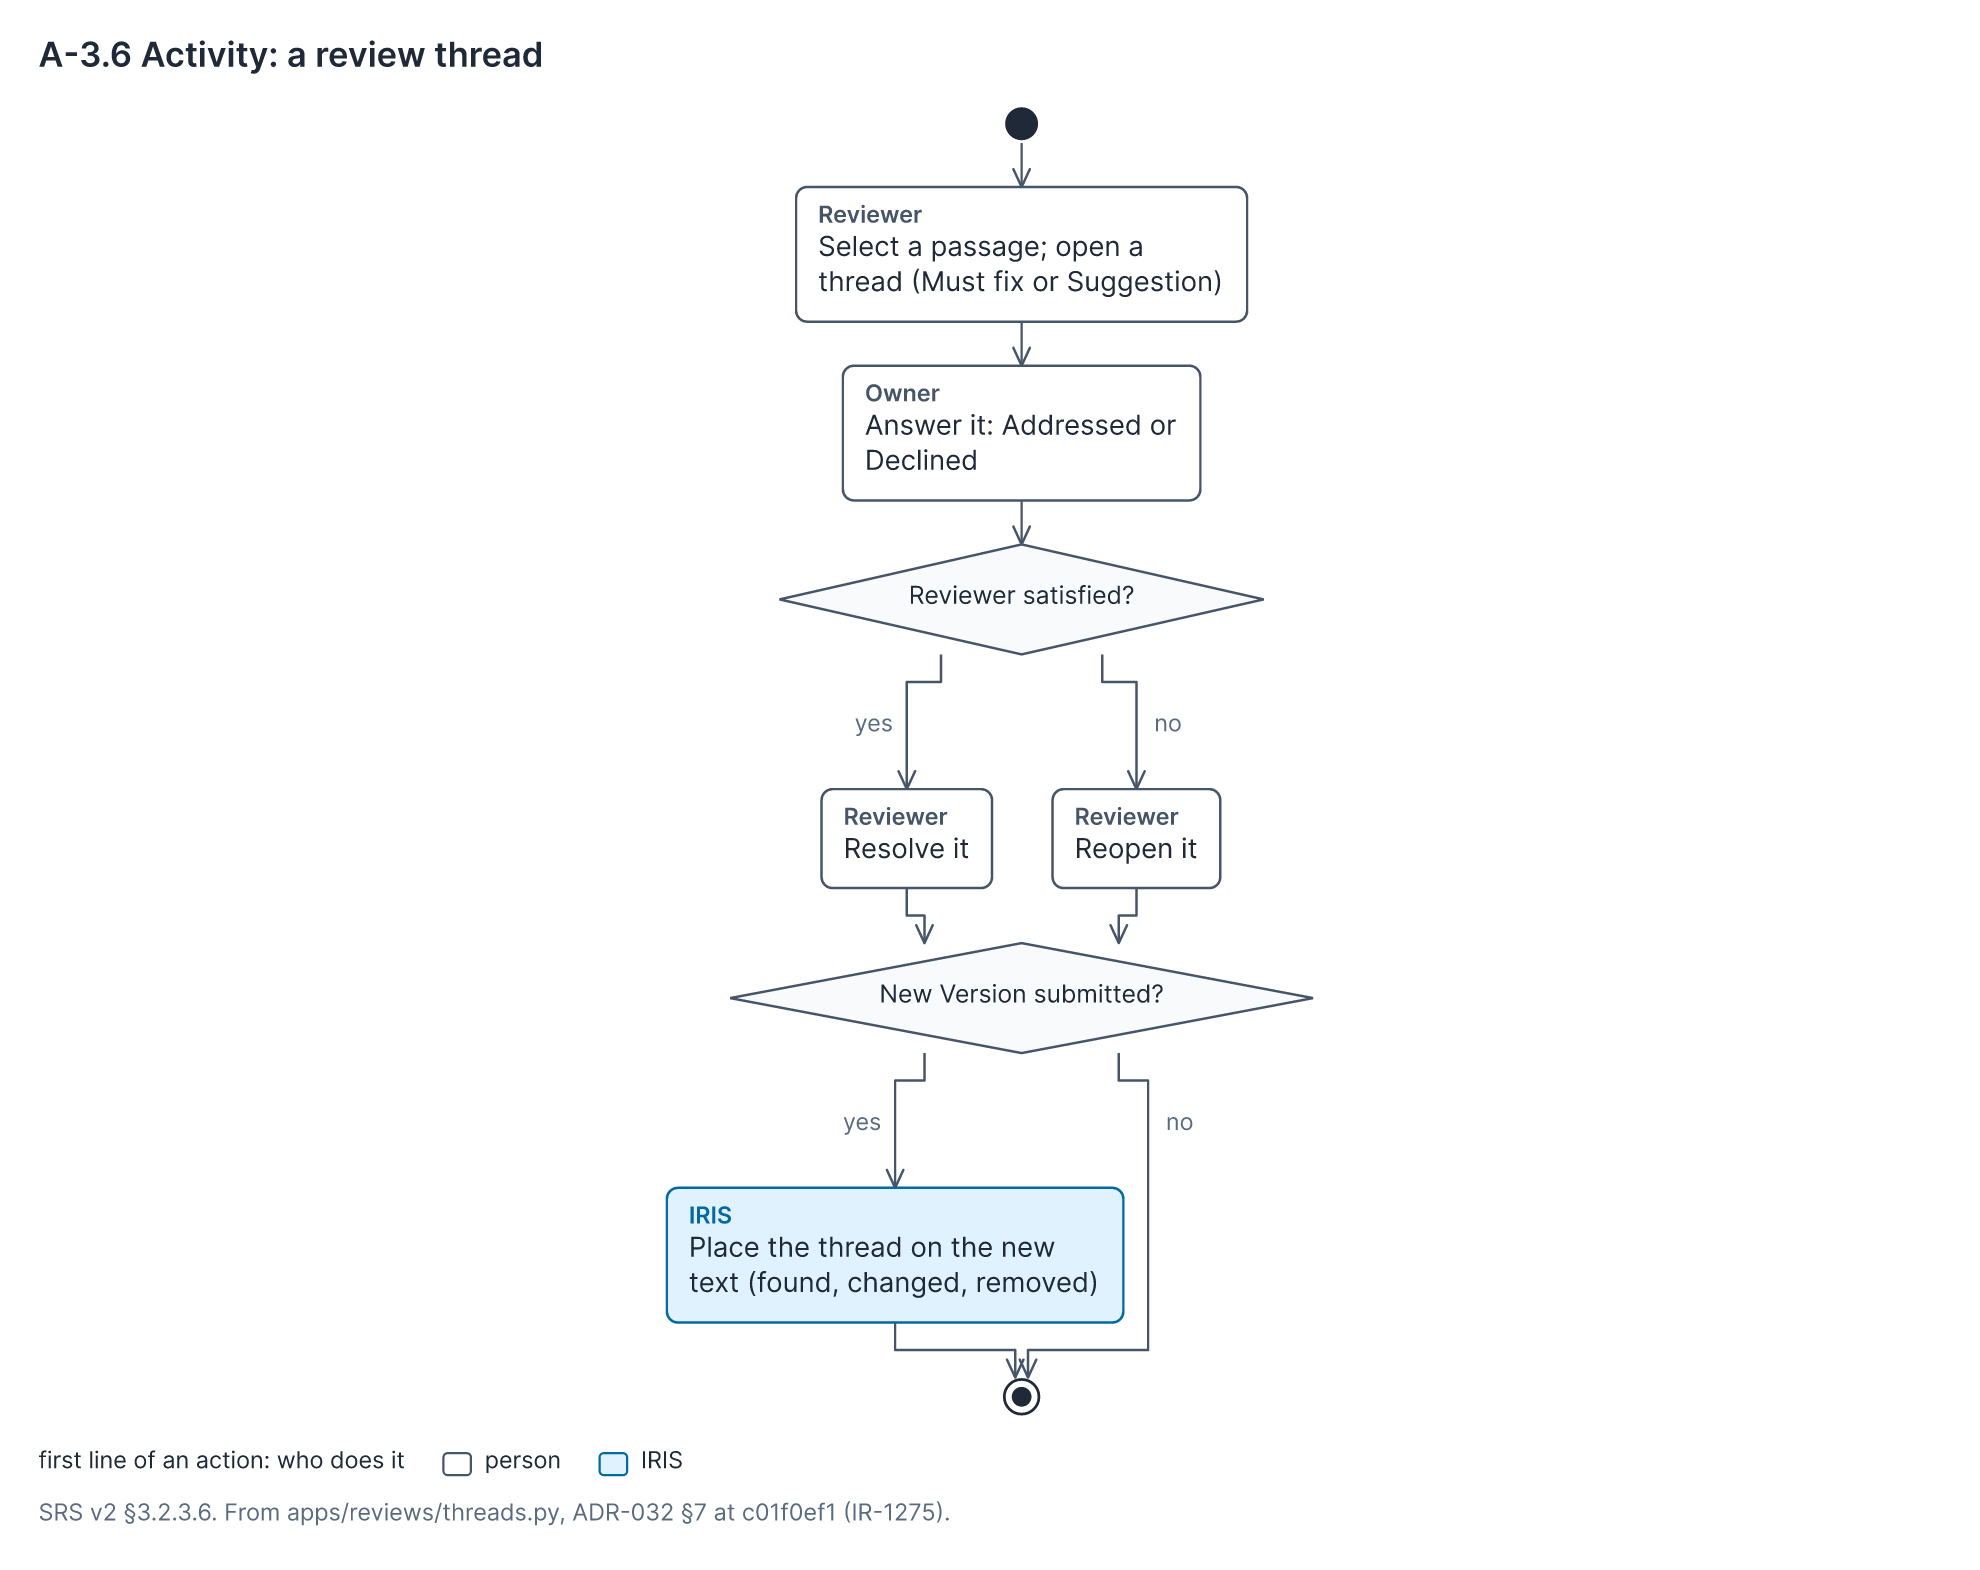 A-3.6 Activity: a review thread
Reviewer
Select a passage; open a
thread (Must fix or Suggestion)
Owner
Answer it: Addressed or
Declined
Reviewer satisfied?
yes
no
Reviewer
Resolve it
Reviewer
Reopen it
New Version submitted?
yes
no
IRIS
Place the thread on the new
text (found, changed, removed)
first line of an action: who does it
person
IRIS
SRS v2 §3.2.3.6. From apps/reviews/threads.py, ADR-032 §7 at c01f0ef1 (IR-1275).